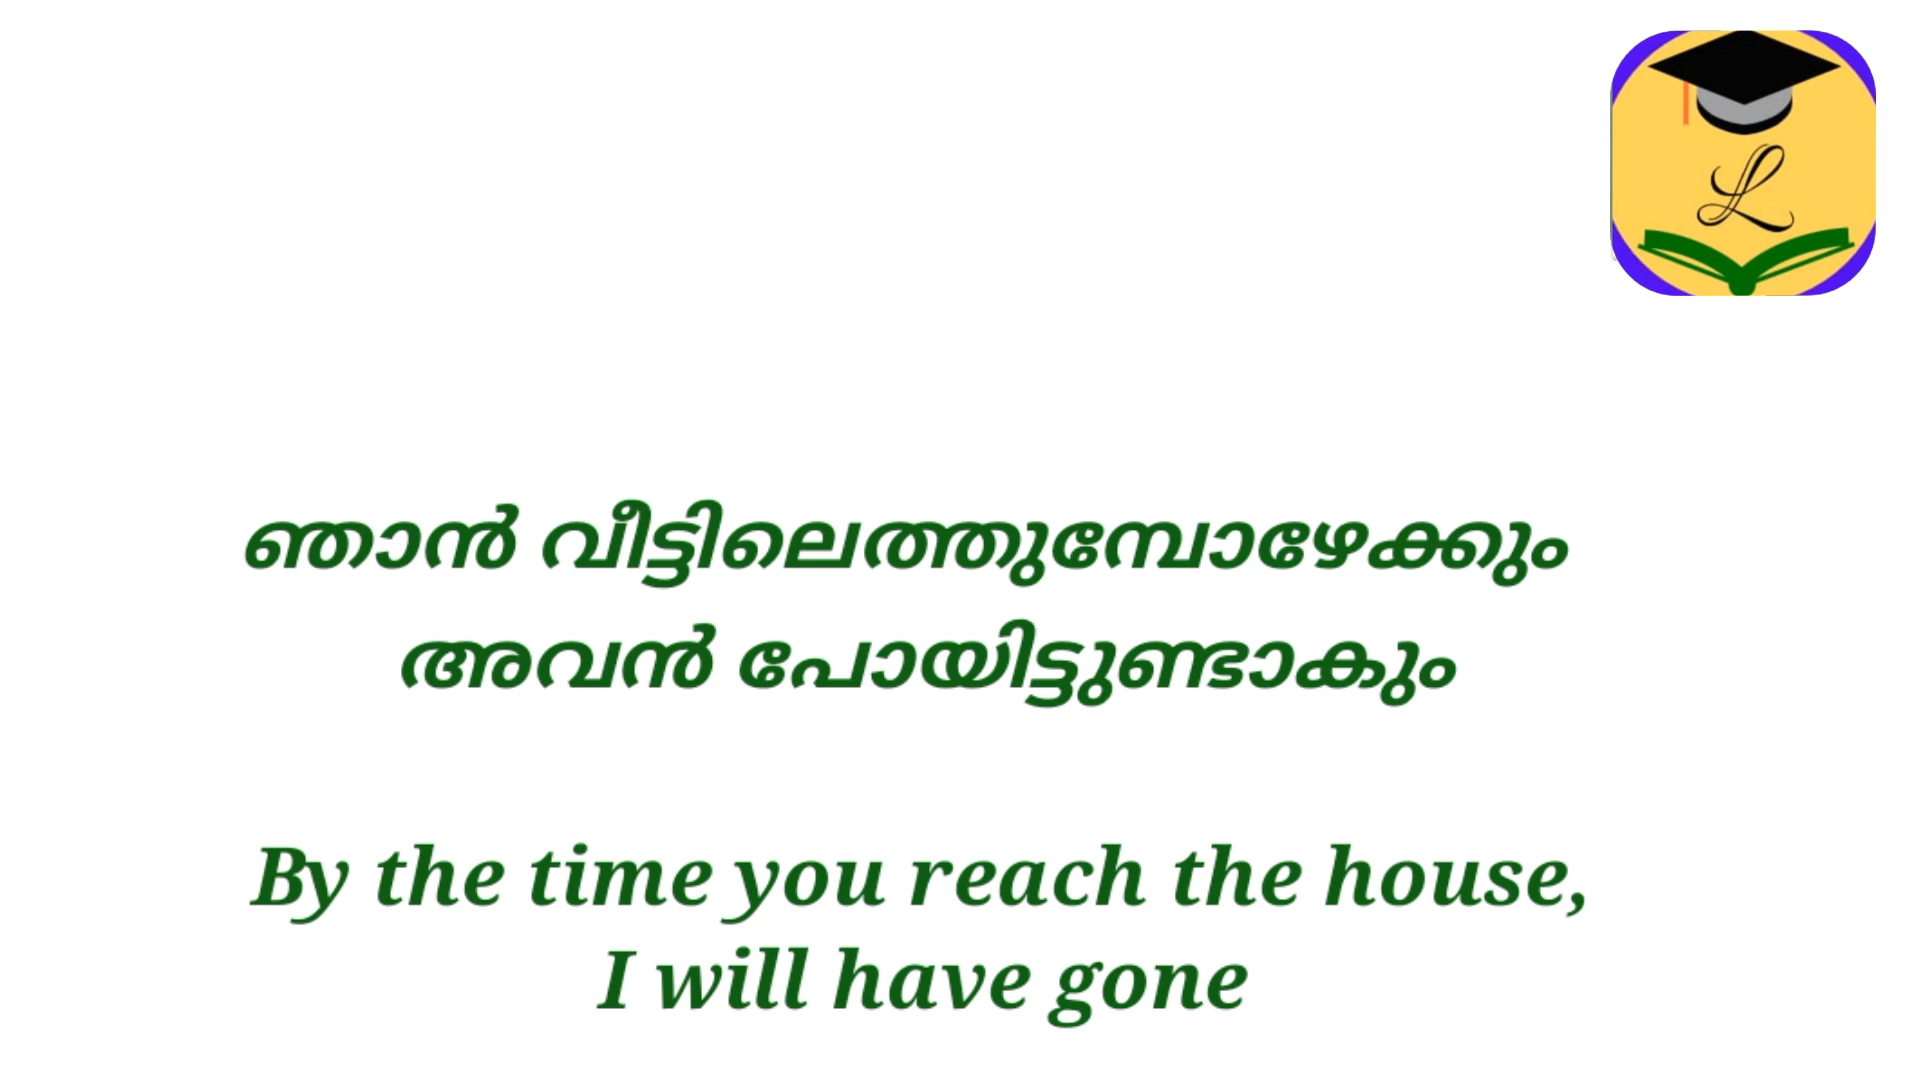 L
ഞാൻ വീട്ടിലെത്തുമ്പോഴേക്കും
അവൻ പോയിട്ടുണ്ടാകും
By the time you reach the house,
I will have gone